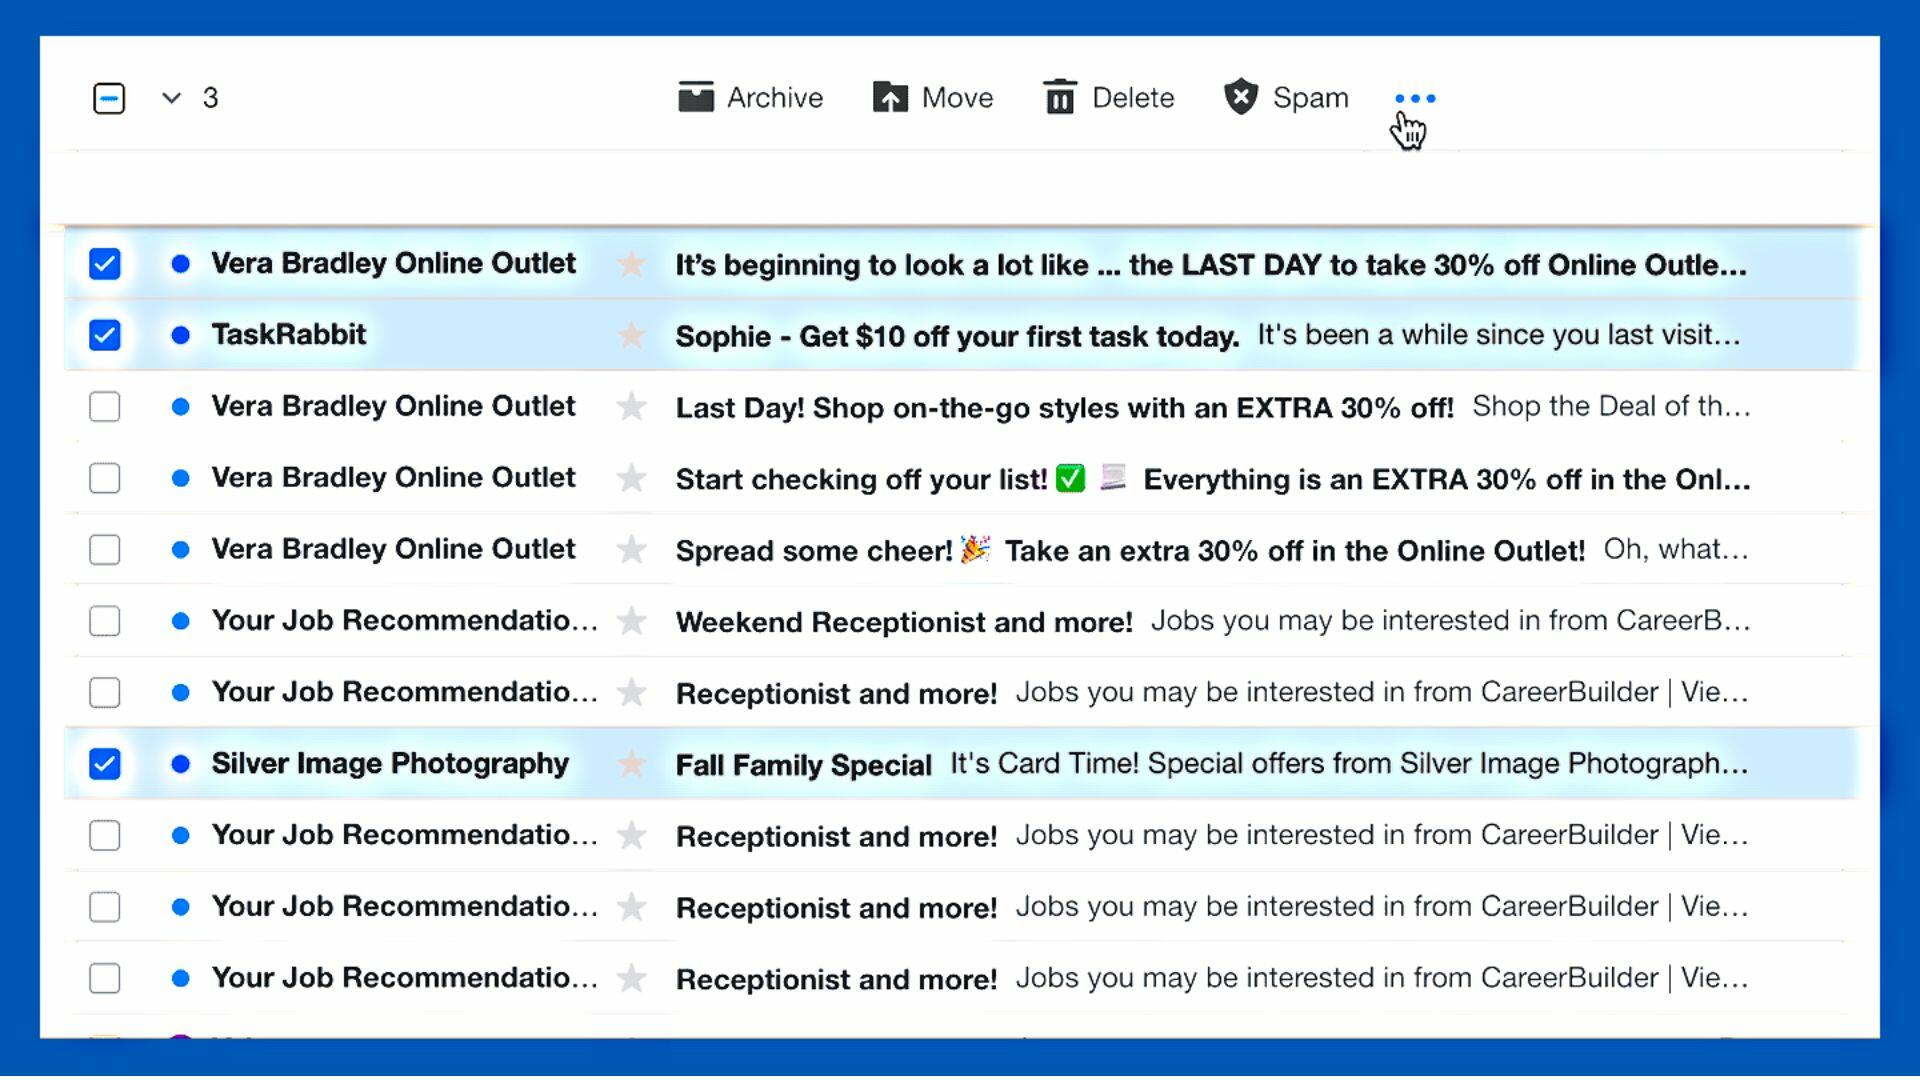 3 Archive Move Delete Spam
Vera Bradley Online Outlet It’s beginning to look a lot like ... the LAST DAY to take 30% off Online Outle...
TaskRabbit Sophie - Get $10 off your first task today. It's been a while since you last visit...
Vera Bradley Online Outlet Last Day! Shop on-the-go styles with an EXTRA 30% off! Shop the Deal of th...
Vera Bradley Online Outlet Start checking off your list! ✅ 📃 Everything is an EXTRA 30% off in the Onl...
Vera Bradley Online Outlet Spread some cheer! 🎉 Take an extra 30% off in the Online Outlet! Oh, what...
Your Job Recommendatio... Weekend Receptionist and more! Jobs you may be interested in from CareerB...
Your Job Recommendatio... Receptionist and more! Jobs you may be interested in from CareerBuilder | Vie...
Silver Image Photography Fall Family Special It's Card Time! Special offers from Silver Image Photograph...
Your Job Recommendatio... Receptionist and more! Jobs you may be interested in from CareerBuilder | Vie...
Your Job Recommendatio... Receptionist and more! Jobs you may be interested in from CareerBuilder | Vie...
Your Job Recommendatio... Receptionist and more! Jobs you may be interested in from CareerBuilder | Vie...